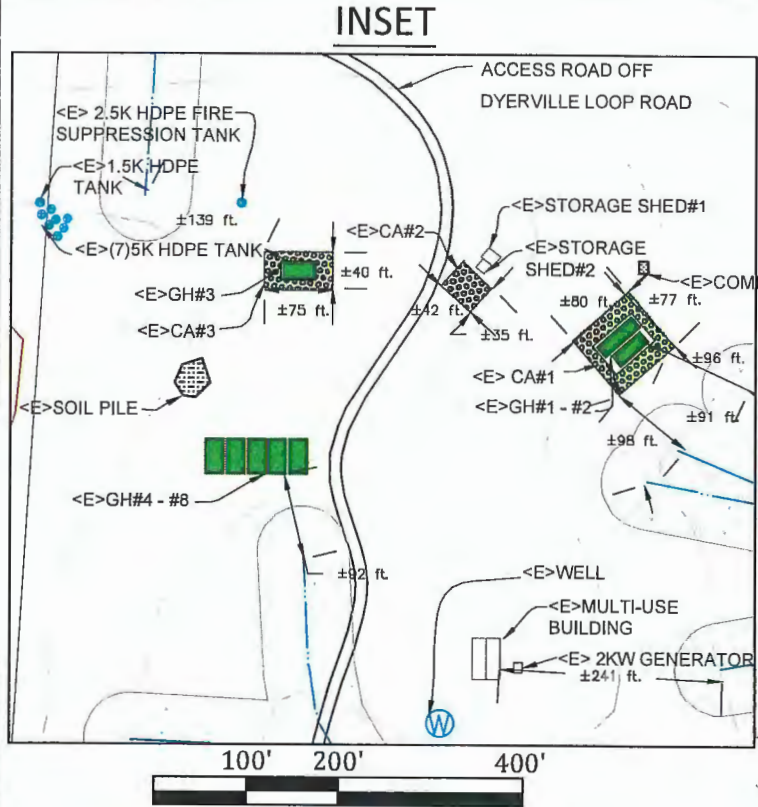 INSET
ACCESS ROAD OFF
DYERVILLE LOOP ROAD
<E> 2.5K HDPE FIRE
SUPPRESSION TANK
<E>1.5K HDPE
TANK
±139 ft.
<E>(7)5K HDPE TANK
<E>GH#3
<E>CA#3
±40 ft.
±75 ft.
<E>CA#2
<E>STORAGE SHED#1
<E>STORAGE
SHED#2
<E>COM
±42 ft.
±35 ft.
±80 ft.
±77 ft.
±96 ft.
<E> CA#1
<E>GH#1 - #2
±91 ft.
±98 ft.
<E>SOIL PILE
<E>GH#4 - #8
±92 ft.
<E>WELL
<E>MULTI-USE
BUILDING
<E> 2KW GENERATOR
±241 ft.
W
100' 200' 400'